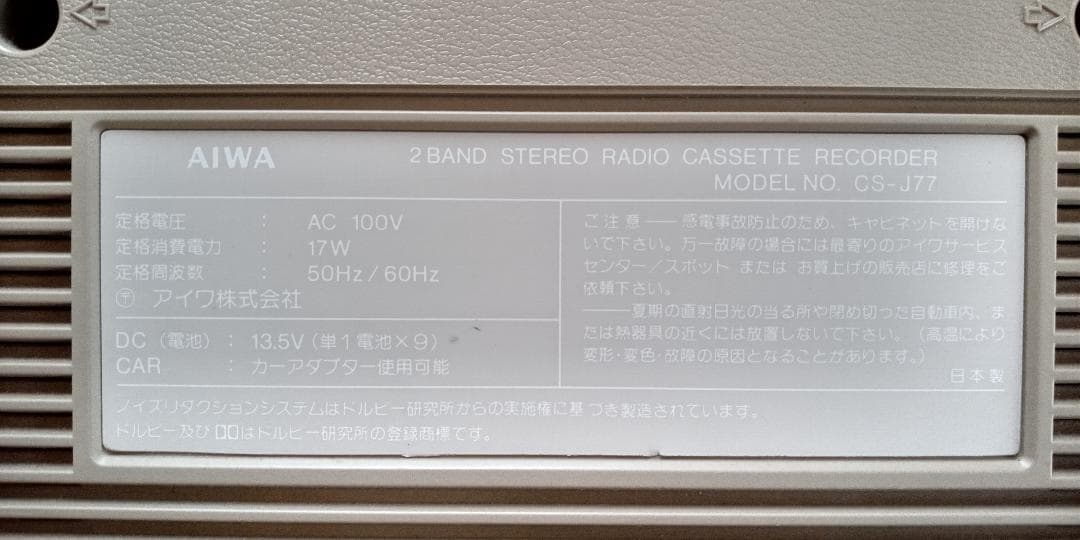 AIWA
2 BAND STEREO RADIO CASSETTE RECORDER
MODEL NO. CS-J77
定格電圧 : AC 100V
定格消費電力 : 17W
定格周波数 : 50Hz / 60Hz
〶 アイワ株式会社
DC (電池) : 13.5V (単1電池×9)
CAR : カーアダプター使用可能
ご注意 ── 感電事故防止のため、キャビネットを開けな
いで下さい。万一故障の場合には最寄りのアイワサービス
センター/スポット または お買上げの販売店に修理をご
依頼下さい。
──夏期の直射日光の当る所や閉め切った自動車内、ま
たは熱器具の近くには放置しないで下さい。(高温により
変形・変色・故障の原因となることがあります。)
日本製
ノイズリダクションシステムはドルビー研究所からの実施権に基づき製造されています。
ドルビー及び DDはドルビー研究所の登録商標です。